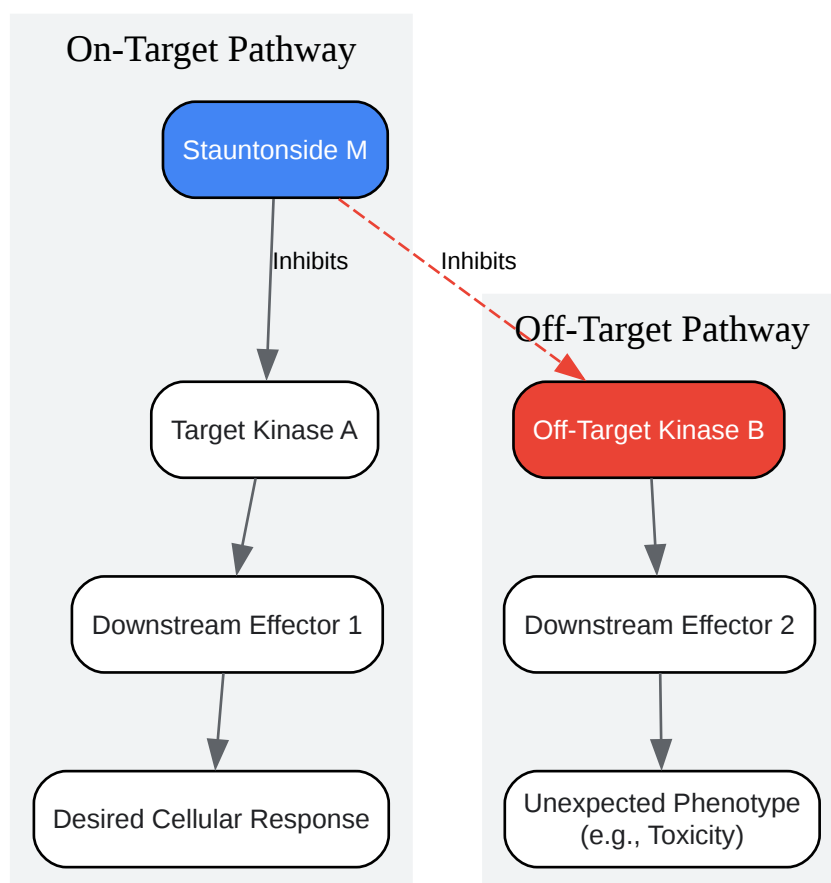 On-Target Pathway
Stauntonside M
Inhibits
Inhibits
Off-Target Pathway
Target Kinase A
Off-Target Kinase B
Downstream Effector 1
Downstream Effector 2
Desired Cellular Response
Unexpected Phenotype
(e.g., Toxicity)